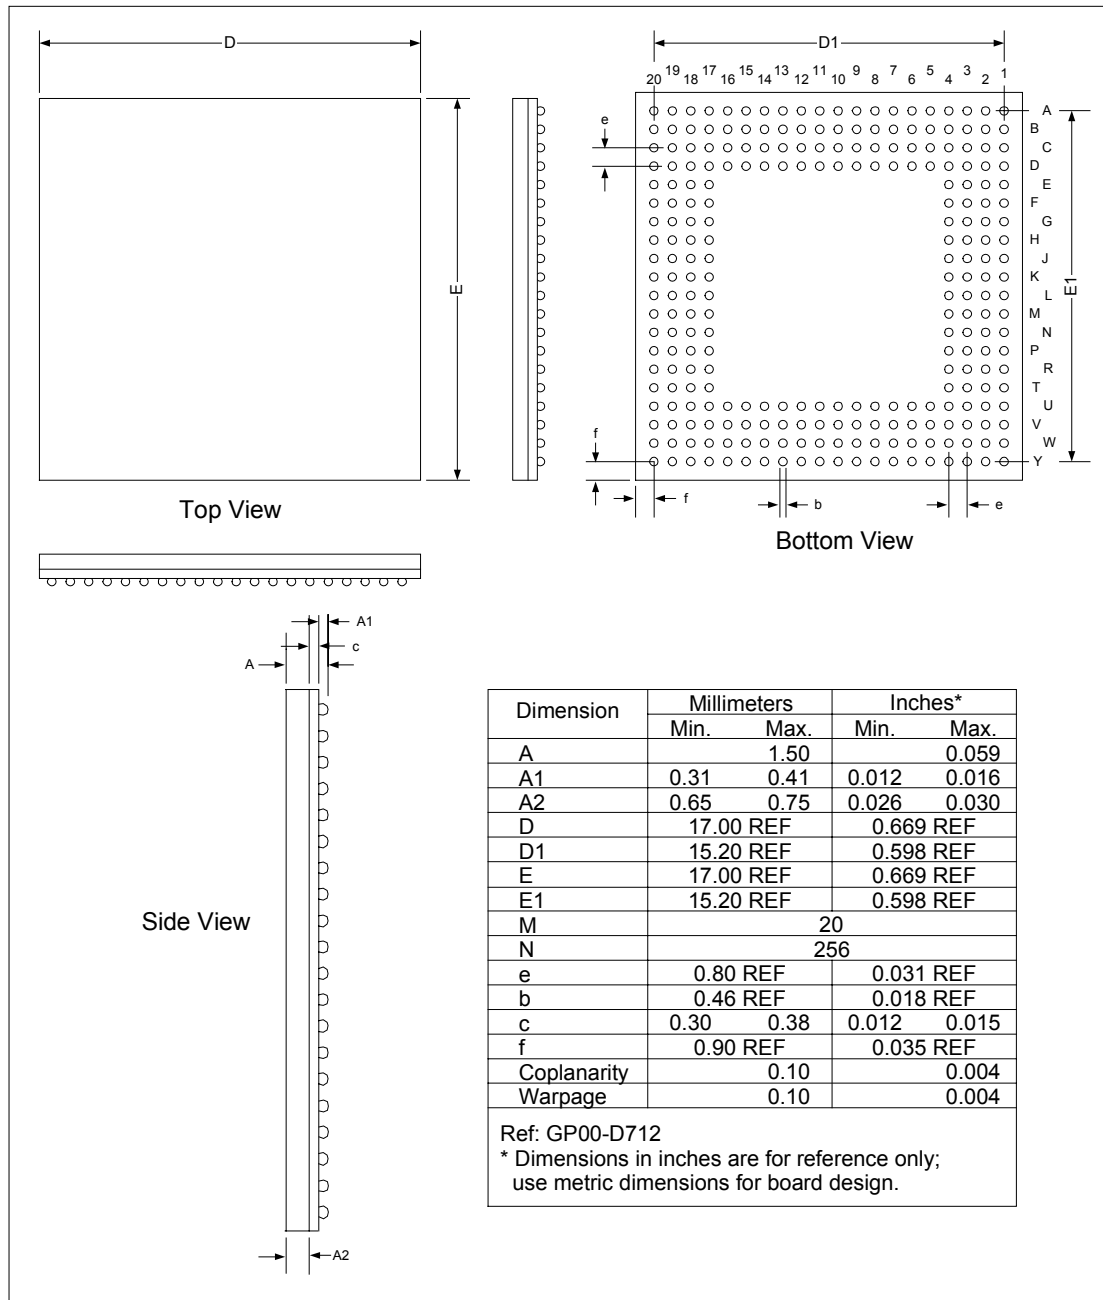 D
D1
20 19 18 17 16 15 14 13 12 11 10 9 8 7 6 5 4 3 2 1
A
B
e
C
D
E
F
G
H
J
E
K
E1
L
M
N
P
R
T
U
V
f
W
Y
f
b
e
Top View
Bottom View
A1
c
A
Side View
A2
Dimension Millimeters Inches*
Min. Max. Min. Max.
A 1.50 0.059
A1 0.31 0.41 0.012 0.016
A2 0.65 0.75 0.026 0.030
D 17.00 REF 0.669 REF
D1 15.20 REF 0.598 REF
E 17.00 REF 0.669 REF
E1 15.20 REF 0.598 REF
M 20
N 256
e 0.80 REF 0.031 REF
b 0.46 REF 0.018 REF
c 0.30 0.38 0.012 0.015
f 0.90 REF 0.035 REF
Coplanarity 0.10 0.004
Warpage 0.10 0.004
Ref: GP00-D712
* Dimensions in inches are for reference only;
use metric dimensions for board design.